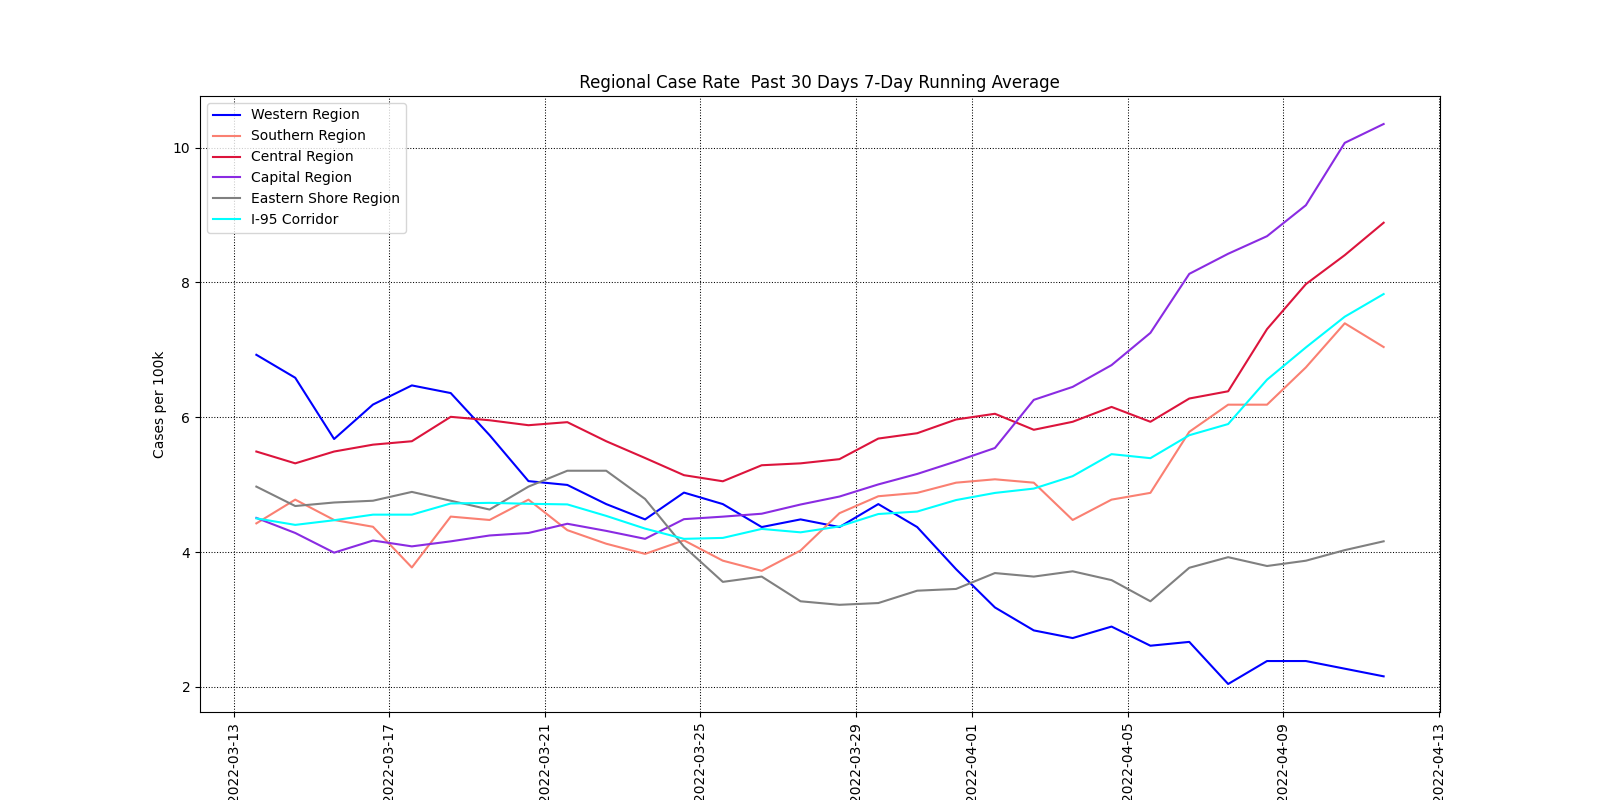 Regional Case Rate  Past 30 Days 7-Day Running Average
Western Region
Southern Region
Central Region
Capital Region
Eastern Shore Region
I-95 Corridor
Cases per 100k
10
8
6
4
2
2022-03-13
2022-03-17
2022-03-21
2022-03-25
2022-03-29
2022-04-01
2022-04-05
2022-04-09
2022-04-13